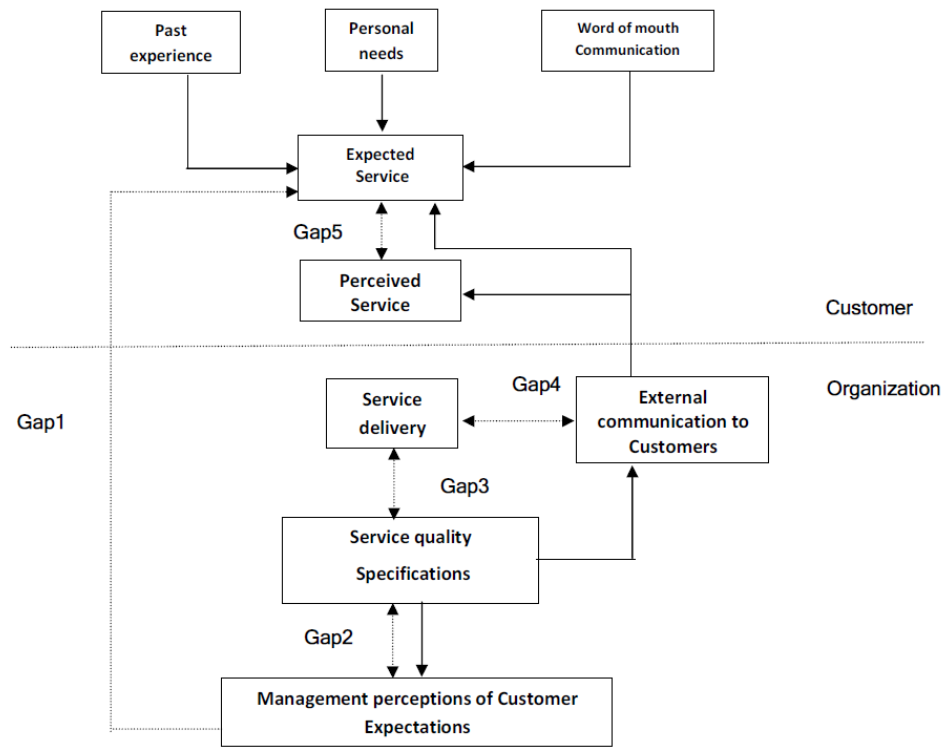 Past
experience
Personal
needs
Word of mouth
Communication
Expected
Service
Gap5
Perceived
Service
Customer
Organization
Gap4
Service
delivery
External
communication to
Customers
Gap1
Gap3
Service quality
Specifications
Gap2
Management perceptions of Customer
Expectations